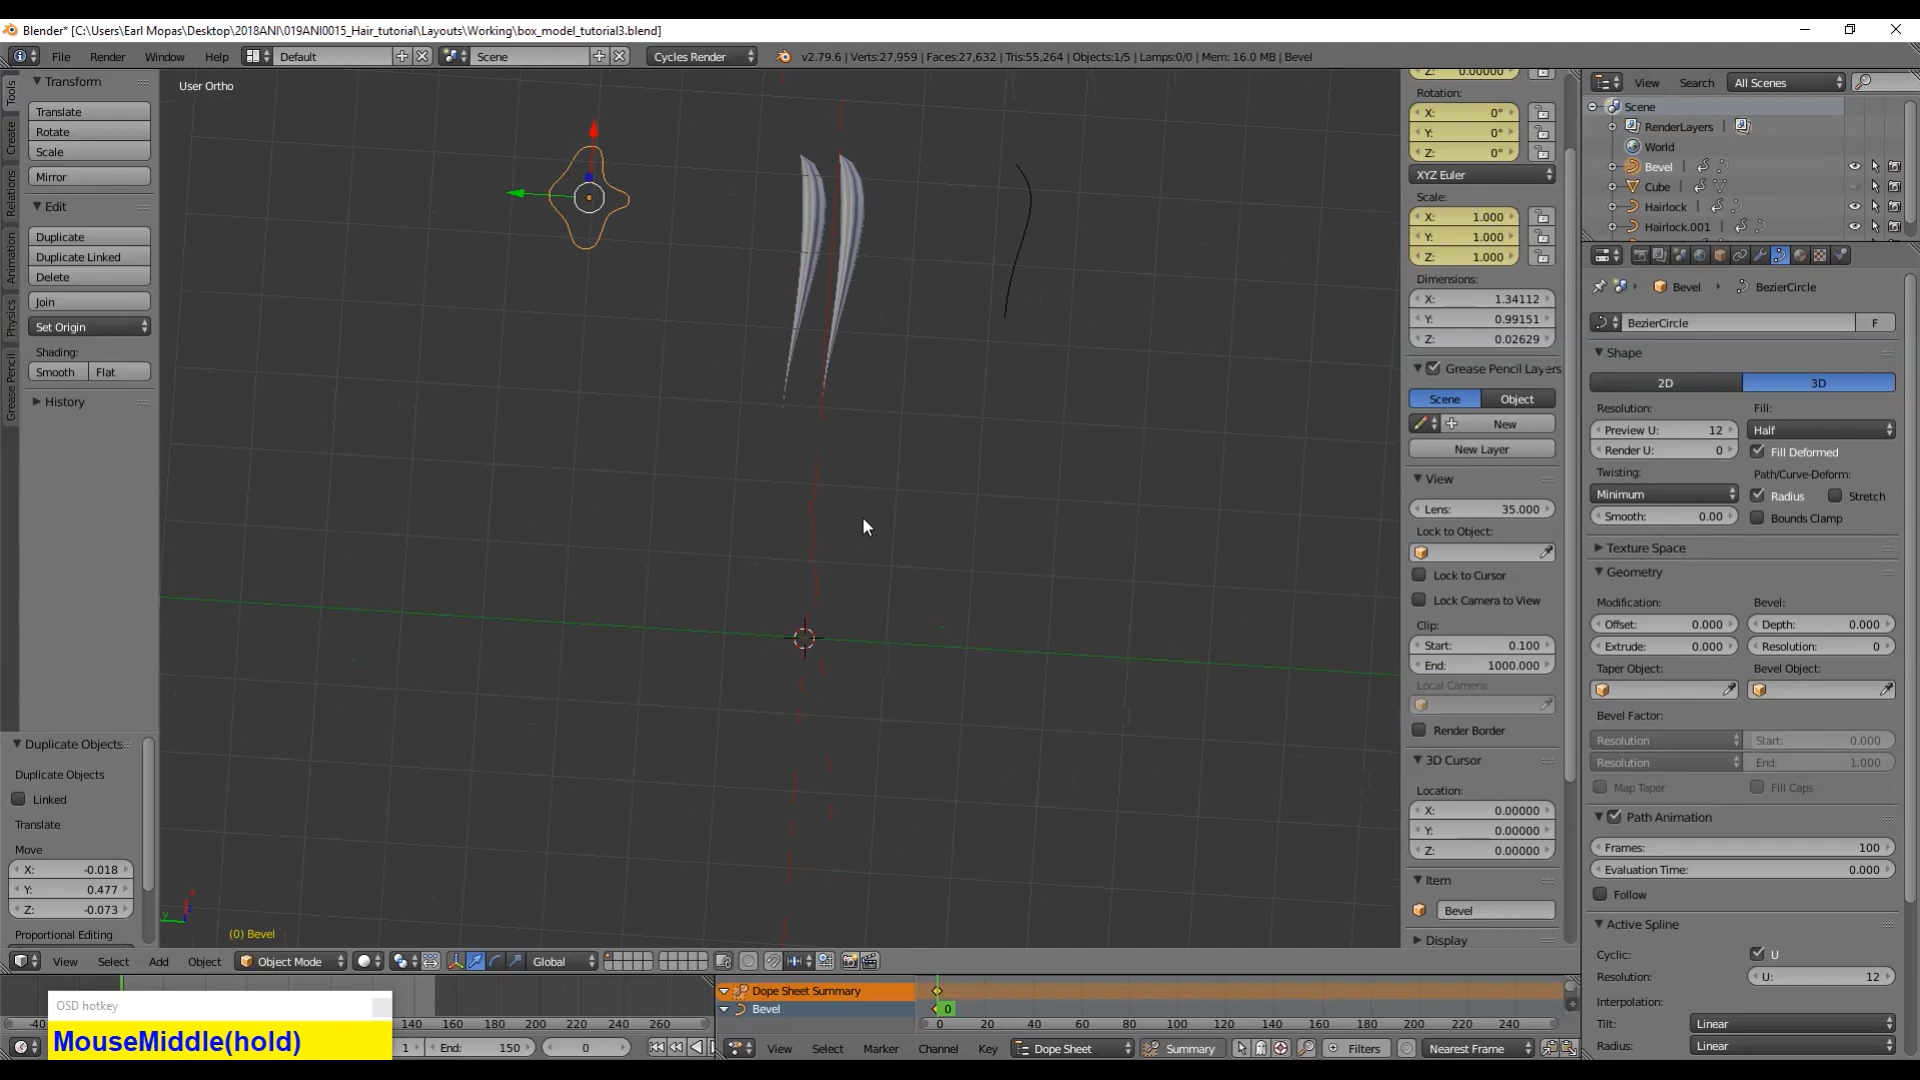 Blender* [C:\Users\Earl Mopas\Desktop\2018ANI\019ANI0015_Hair_tutorial\Layouts\Working\box_model_tutorial3.blend]
File Render Window Help Default Scene Cycles Render v2.79.6 | Verts:27,959 | Faces:27,632 | Tris:55,264 | Objects:1/5 | Lamps:0/0 | Mem: 16.0 MB | Bevel
Tools
Create
Relations
Animation
Physics
Grease Pencil
Transform
Translate
Rotate
Scale
Mirror
Edit
Duplicate
Duplicate Linked
Delete
Join
Set Origin
Shading:
Smooth Flat
History
Duplicate Objects
Duplicate Objects
Linked
Translate
Move
X: -0.018
Y: 0.477
Z: -0.073
Proportional Editing
User Ortho
(0) Bevel
Z: 0.00000
Rotation:
X: 0°
Y: 0°
Z: 0°
XYZ Euler
Scale:
X: 1.000
Y: 1.000
Z: 1.000
Dimensions:
X: 1.34112
Y: 0.99151
Z: 0.02629
Grease Pencil Layers
Scene Object
New
New Layer
View
Lens: 35.000
Lock to Object:
Lock to Cursor
Lock Camera to View
Clip:
Start: 0.100
End: 1000.000
Local Camera:
Render Border
3D Cursor
Location:
X: 0.00000
Y: 0.00000
Z: 0.00000
Item
Bevel
Display
View Search All Scenes
Scene
RenderLayers
World
Bevel
Cube
Hairlock
Hairlock.001
Bevel BezierCircle
BezierCircle F
Shape
2D 3D
Resolution: Fill:
Preview U: 12 Half
Render U: 0 Fill Deformed
Twisting: Path/Curve-Deform:
Minimum Radius Stretch
Smooth: 0.00 Bounds Clamp
Texture Space
Geometry
Modification: Bevel:
Offset: 0.000 Depth: 0.000
Extrude: 0.000 Resolution: 0
Taper Object: Bevel Object:
Bevel Factor:
Resolution Start: 0.000
Resolution End: 1.000
Map Taper Fill Caps
Path Animation
Frames: 100
Evaluation Time: 0.000
Follow
Active Spline
Cyclic: U
Resolution: U: 12
Interpolation:
Tilt: Linear
Radius: Linear
View Select Add Object Object Mode Global
OSD hotkey
MouseMiddle(hold)
-40 140 160 180 200 220 240 260
1 End: 150 0
Dope Sheet Summary
Bevel 0
0 20 40 60 80 100 120 140 160 180 200 220 240
View Select Marker Channel Key Dope Sheet Summary Filters Nearest Frame